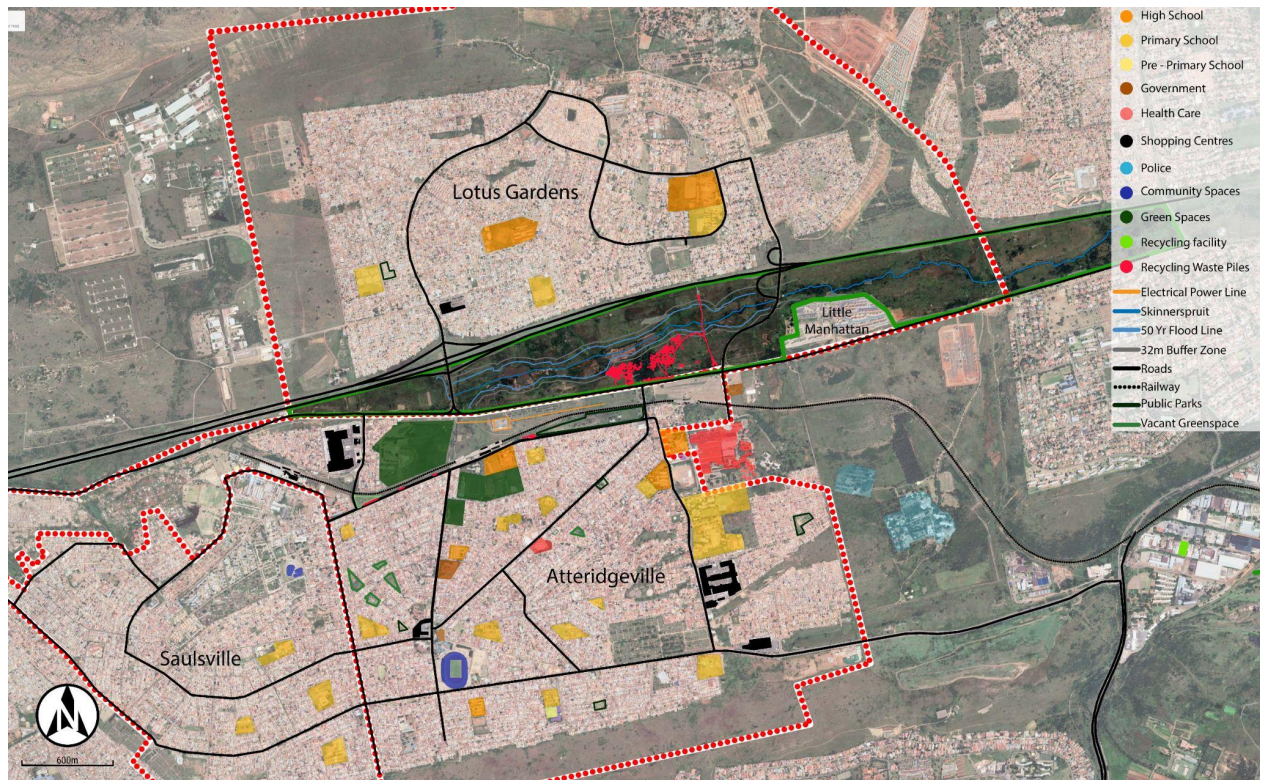 High School
Primary School
Pre - Primary School
Government
Health Care
Shopping Centres
Police
Community Spaces
Green Spaces
Recycling facility
Recycling Waste Piles
Electrical Power Line
Skinnerspruit
50 Yr Flood Line
32m Buffer Zone
Roads
Railway
Public Parks
Vacant Greenspace
Lotus Gardens
Little
Manhattan
Atteridgeville
Saulsville
N
600m